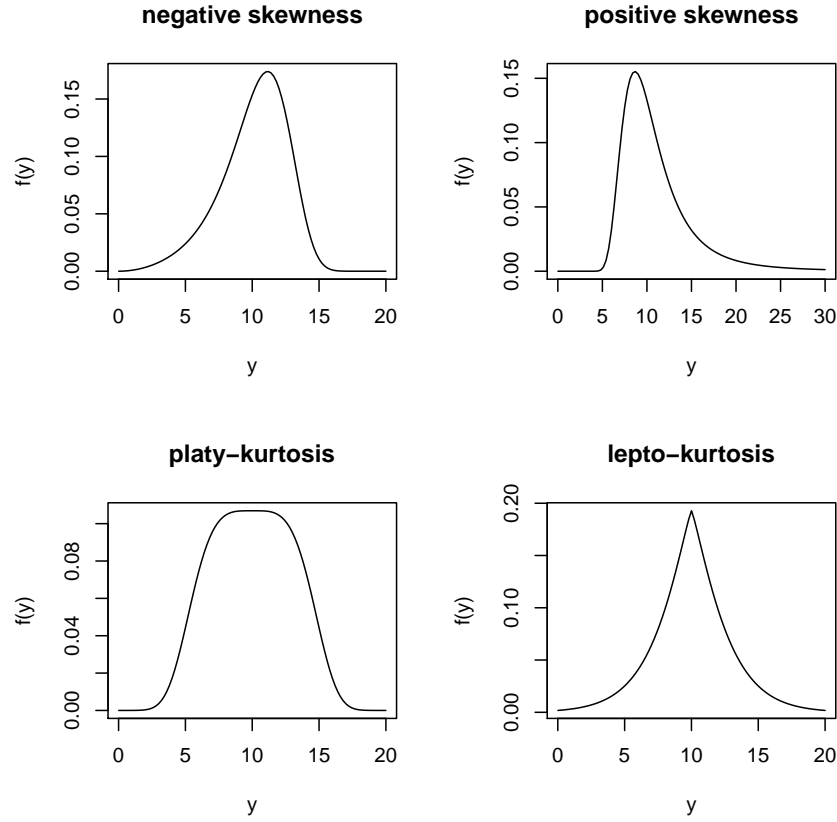 negative skewness
f(y)
0.00 0.05 0.10 0.15
0 5 10 15 20
y
positive skewness
f(y)
0.00 0.05 0.10 0.15
0 5 10 15 20 25 30
y
platy−kurtosis
f(y)
0.00 0.04 0.08
0 5 10 15 20
y
lepto−kurtosis
f(y)
0.00 0.10 0.20
0 5 10 15 20
y